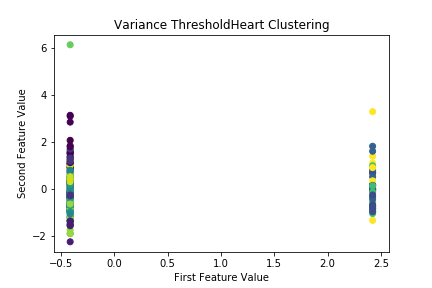 Variance ThresholdHeart Clustering
6
4
2
0
−2
Second Feature Value
−0.5 0.0 0.5 1.0 1.5 2.0 2.5
First Feature Value